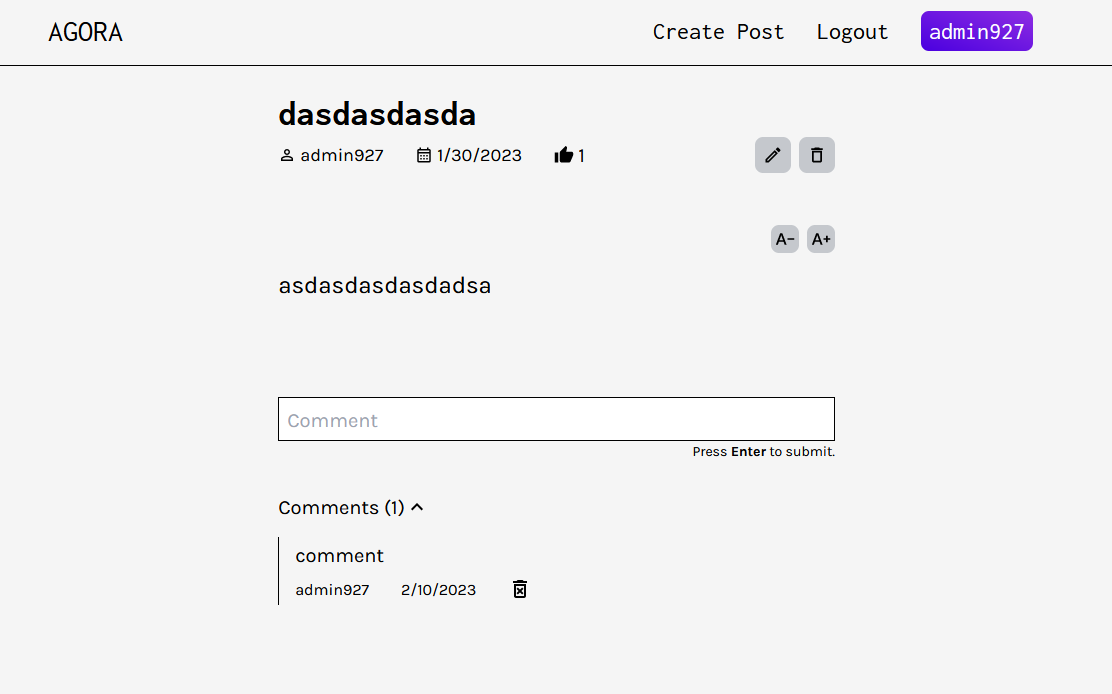 AGORA Create Post Logout admin927
dasdasdasda
admin927 1/30/2023 1
A- A+
asdasdasdasdadsa
Comment
Press Enter to submit.
Comments (1)
comment
admin927 2/10/2023